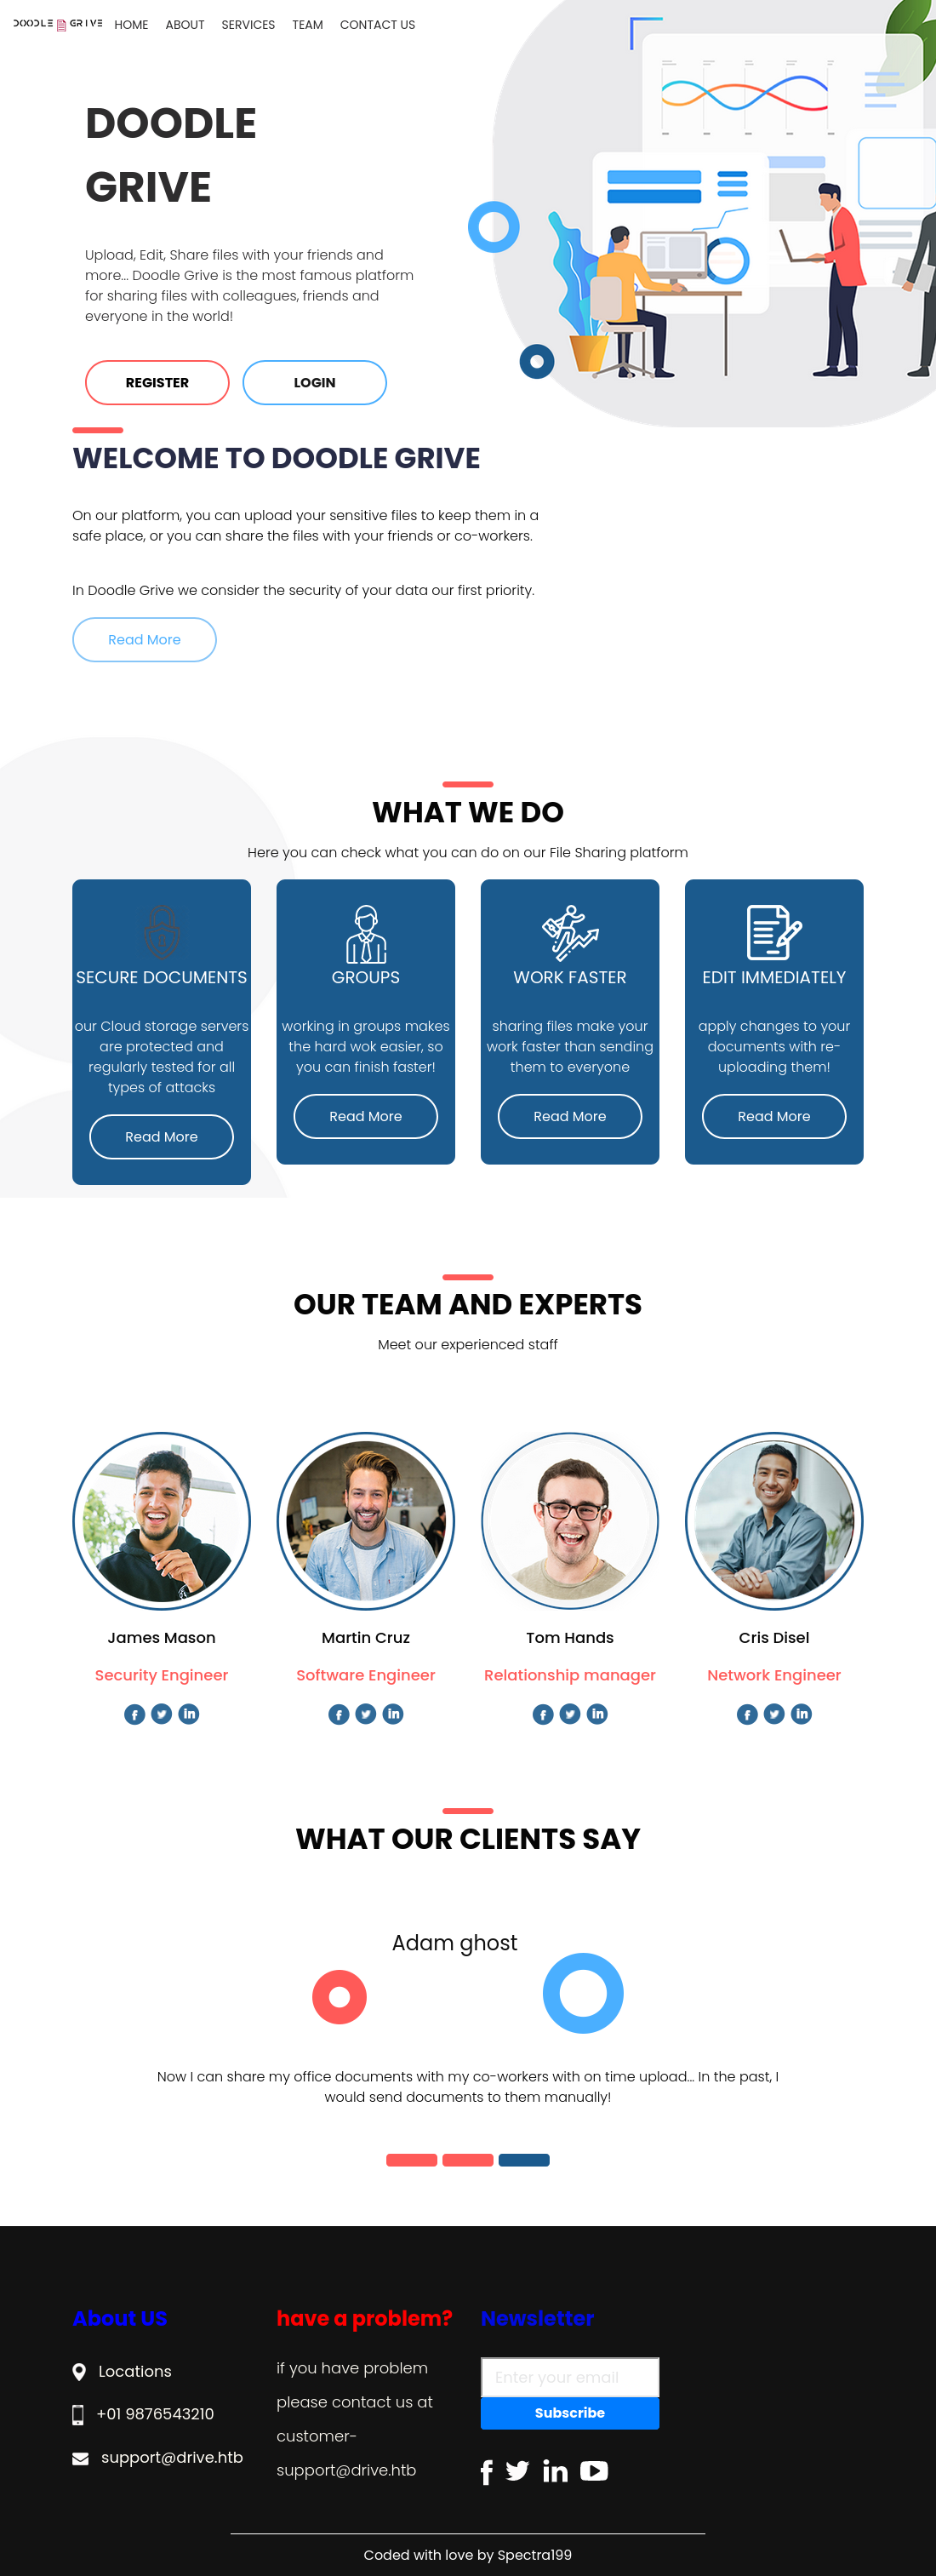 DOODLE GRIVE HOME ABOUT SERVICES TEAM CONTACT US
DOODLE
GRIVE
Upload, Edit, Share files with your friends and
more... Doodle Grive is the most famous platform
for sharing files with colleagues, friends and
everyone in the world!
REGISTER LOGIN
WELCOME TO DOODLE GRIVE
On our platform, you can upload your sensitive files to keep them in a
safe place, or you can share the files with your friends or co-workers.
In Doodle Grive we consider the security of your data our first priority.
Read More
WHAT WE DO
Here you can check what you can do on our File Sharing platform
SECURE DOCUMENTS
our Cloud storage servers
are protected and
regularly tested for all
types of attacks
Read More
GROUPS
working in groups makes
the hard wok easier, so
you can finish faster!
Read More
WORK FASTER
sharing files make your
work faster than sending
them to everyone
Read More
EDIT IMMEDIATELY
apply changes to your
documents with re-
uploading them!
Read More
OUR TEAM AND EXPERTS
Meet our experienced staff
James Mason
Security Engineer
Martin Cruz
Software Engineer
Tom Hands
Relationship manager
Cris Disel
Network Engineer
WHAT OUR CLIENTS SAY
Adam ghost
Now I can share my office documents with my co-workers with on time upload... In the past, I
would send documents to them manually!
About US
Locations
+01 9876543210
support@drive.htb
have a problem?
if you have problem
please contact us at
customer-
support@drive.htb
Newsletter
Enter your email
Subscribe
Coded with love by Spectra199